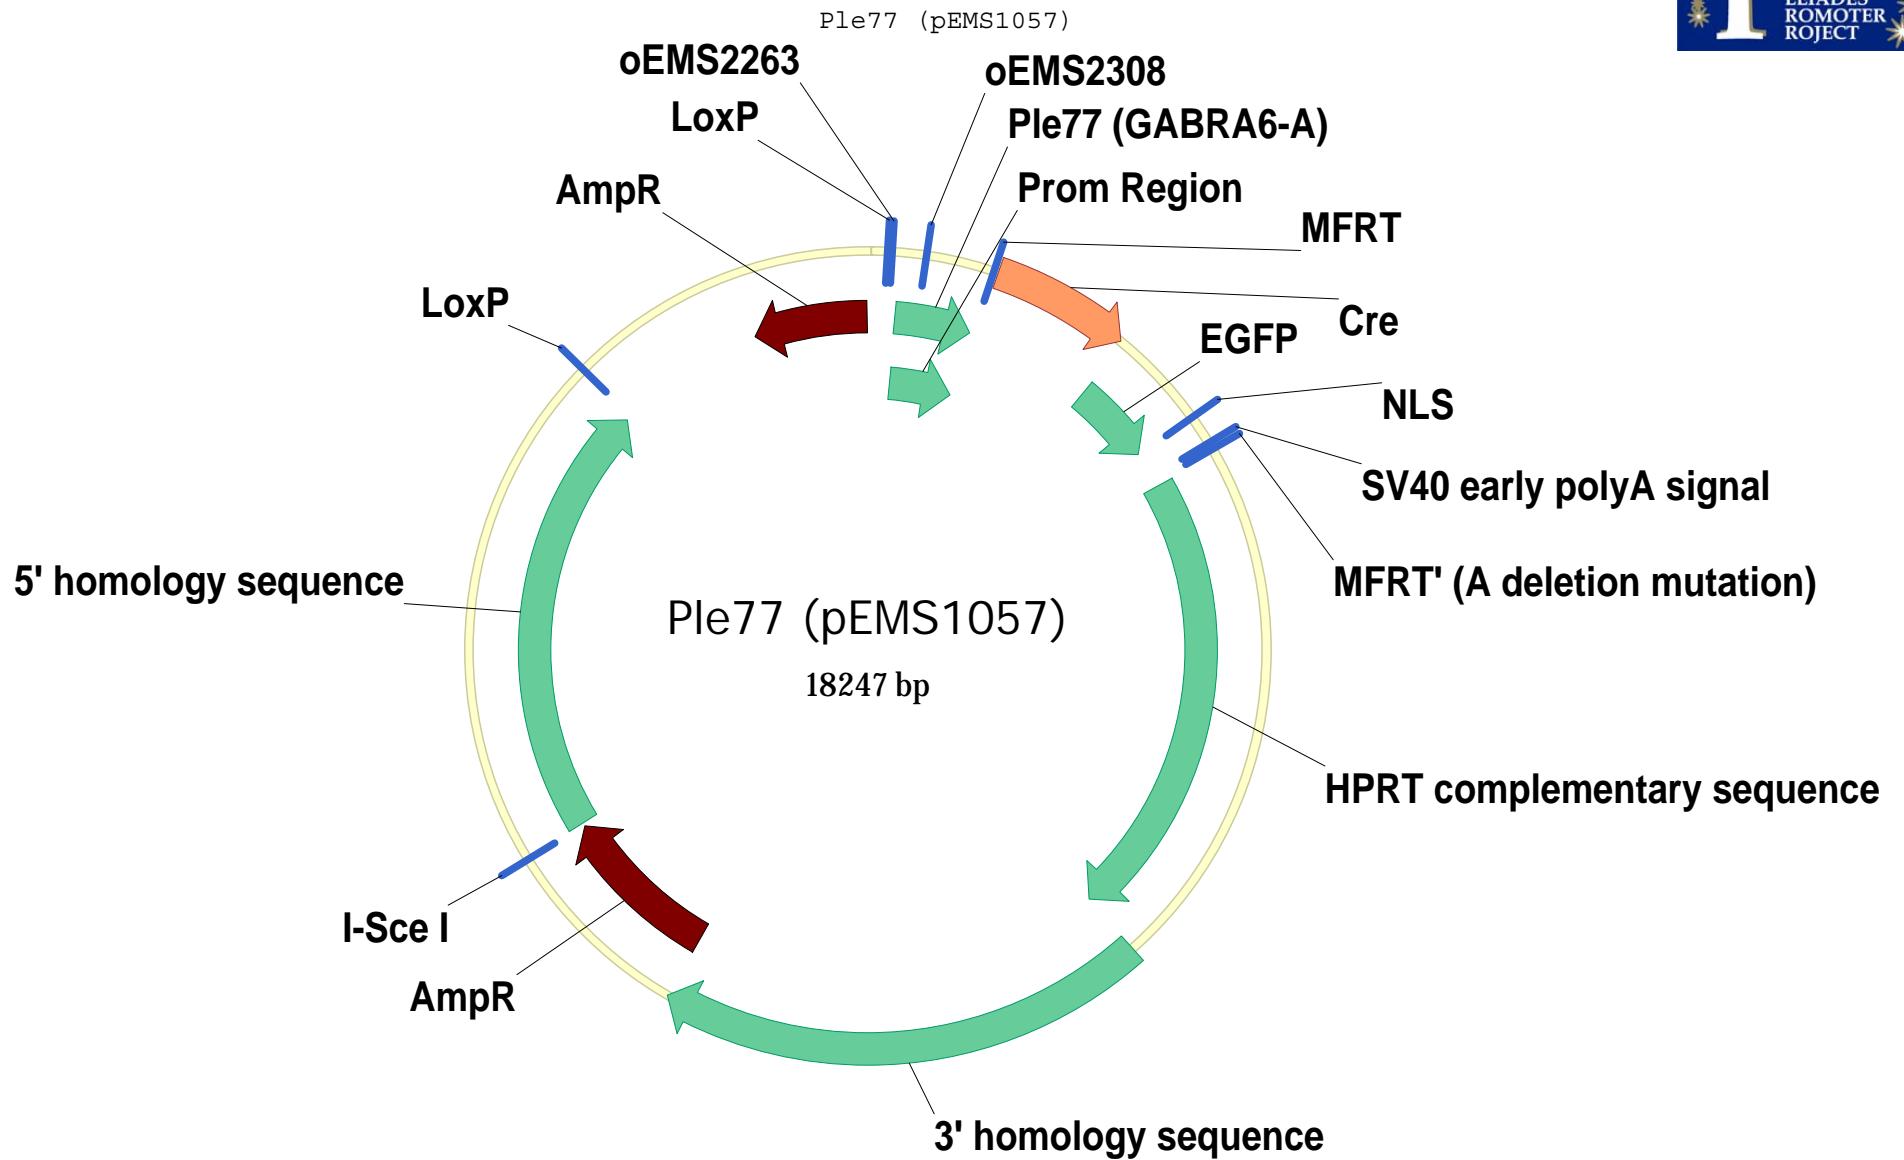 Ple77 (pEMS1057)
ROMOTER
ROJECT
oEMS2263
oEMS2308
LoxP
Ple77 (GABRA6-A)
AmpR
Prom Region
MFRT
LoxP
Cre
EGFP
NLS
SV40 early polyA signal
5' homology sequence
MFRT' (A deletion mutation)
Ple77 (pEMS1057)
18247 bp
HPRT complementary sequence
I-Sce I
AmpR
3' homology sequence